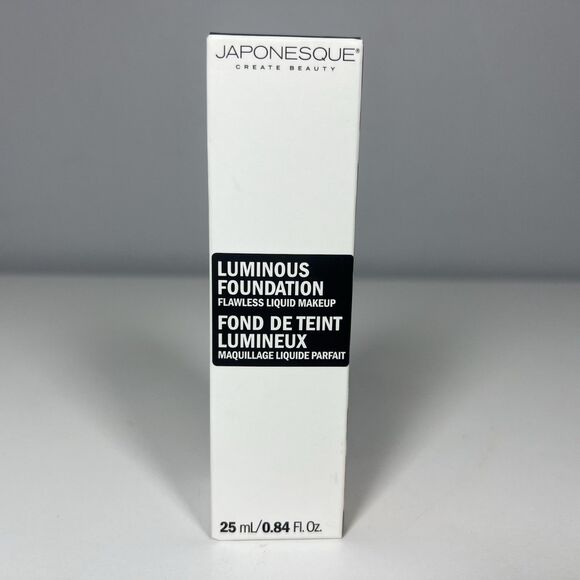 JAPONESQUE®
CREATE BEAUTY
LUMINOUS
FOUNDATION
FLAWLESS LIQUID MAKEUP
FOND DE TEINT
LUMINEUX
MAQUILLAGE LIQUIDE PARFAIT
25 mL/0.84 Fl. Oz.